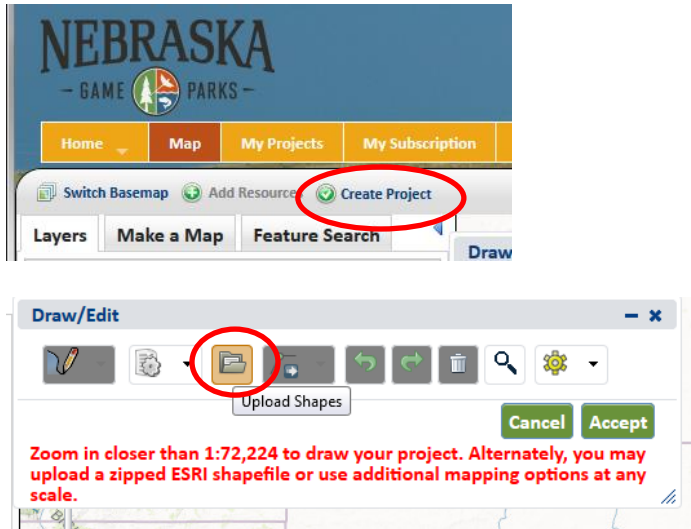 NEBRASKA
- GAME PARKS -
Home Map My Projects My Subscription
Switch Basemap Add Resources Create Project
Layers Make a Map Feature Search
Draw
Draw/Edit
Upload Shapes
Cancel Accept
Zoom in closer than 1:72,224 to draw your project. Alternately, you may
upload a zipped ESRI shapefile or use additional mapping options at any
scale.